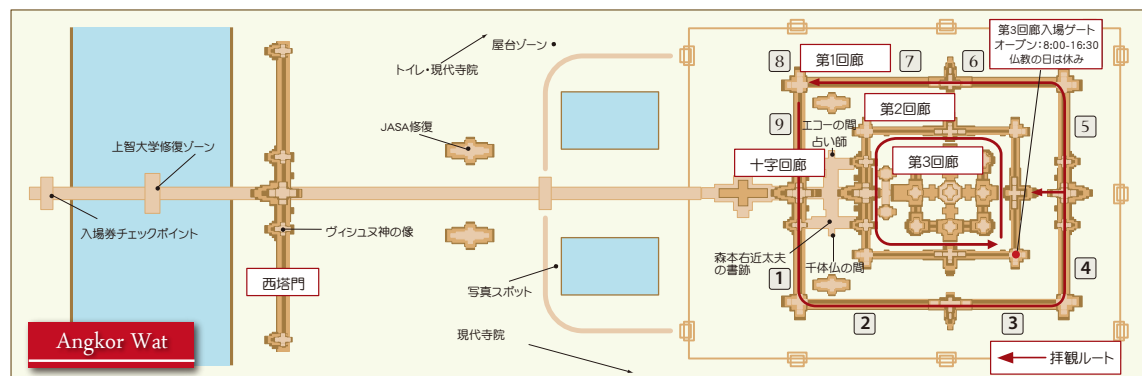 屋台ゾーン
トイレ・現代寺院
JASA修復
上智大学修復ゾーン
入場券チェックポイント
ヴィシュヌ神の像
西塔門
写真スポット
現代寺院
Angkor Wat
8
第1回廊
7
6
第3回廊入場ゲート
オープン：8:00-16:30
仏教の日は休み
第2回廊
9
エコーの間
占い師
5
十字回廊
第3回廊
森本右近太夫
の書跡
千体仏の間
1
2
3
4
拝観ルート